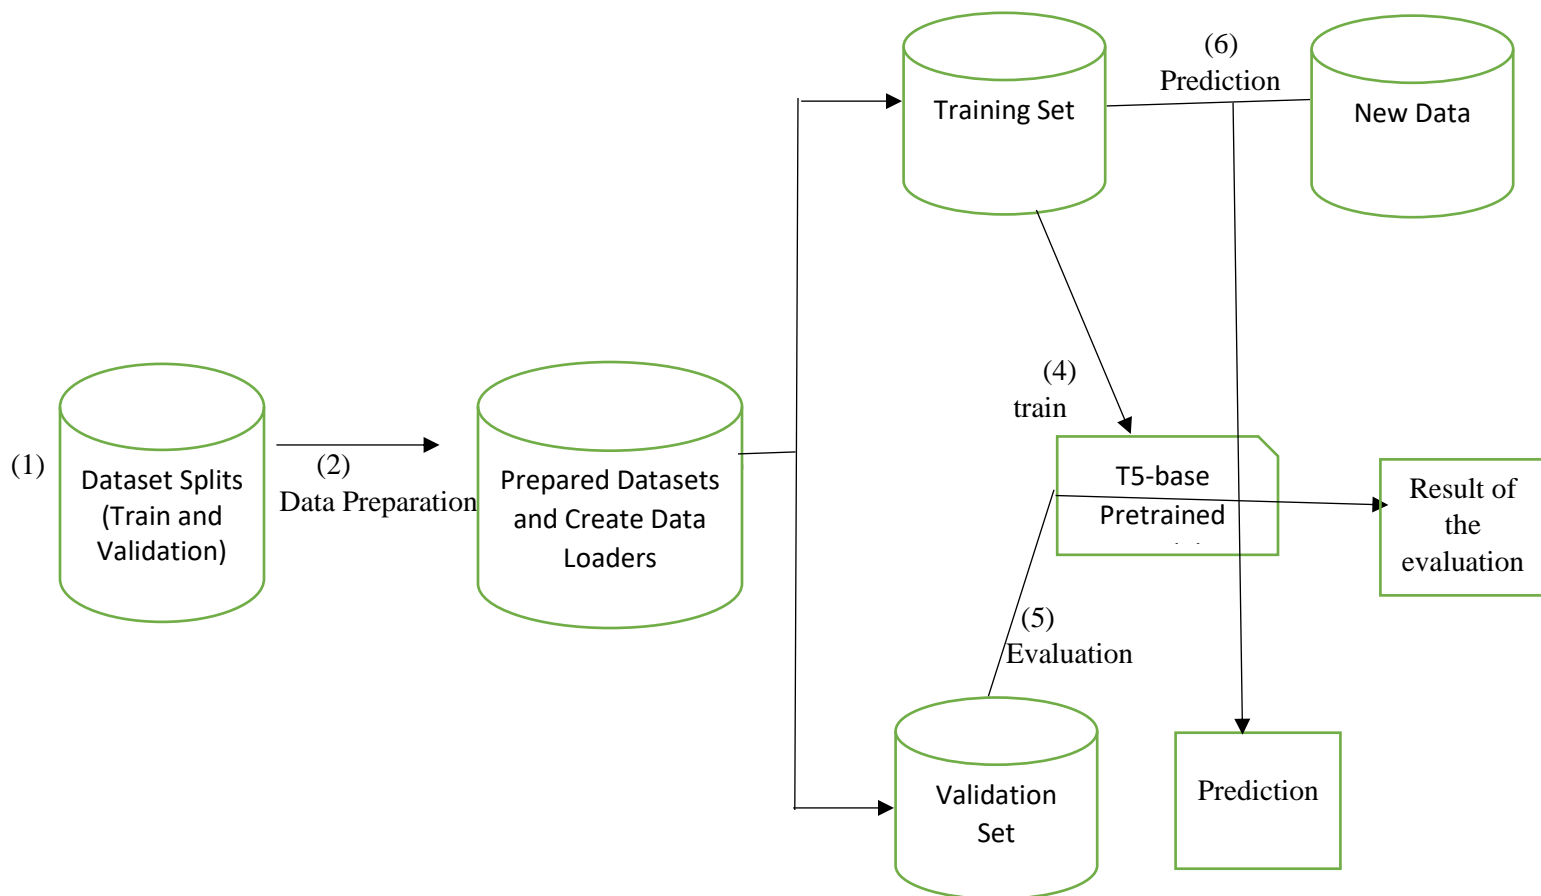 (1)
Dataset Splits
(Train and
Validation)
(2)
Data Preparation
Prepared Datasets
and Create Data
Loaders
Training Set
(6)
Prediction
New Data
(4)
train
T5-base
Pretrained
Result of
the
evaluation
(5)
Evaluation
Validation
Set
Prediction